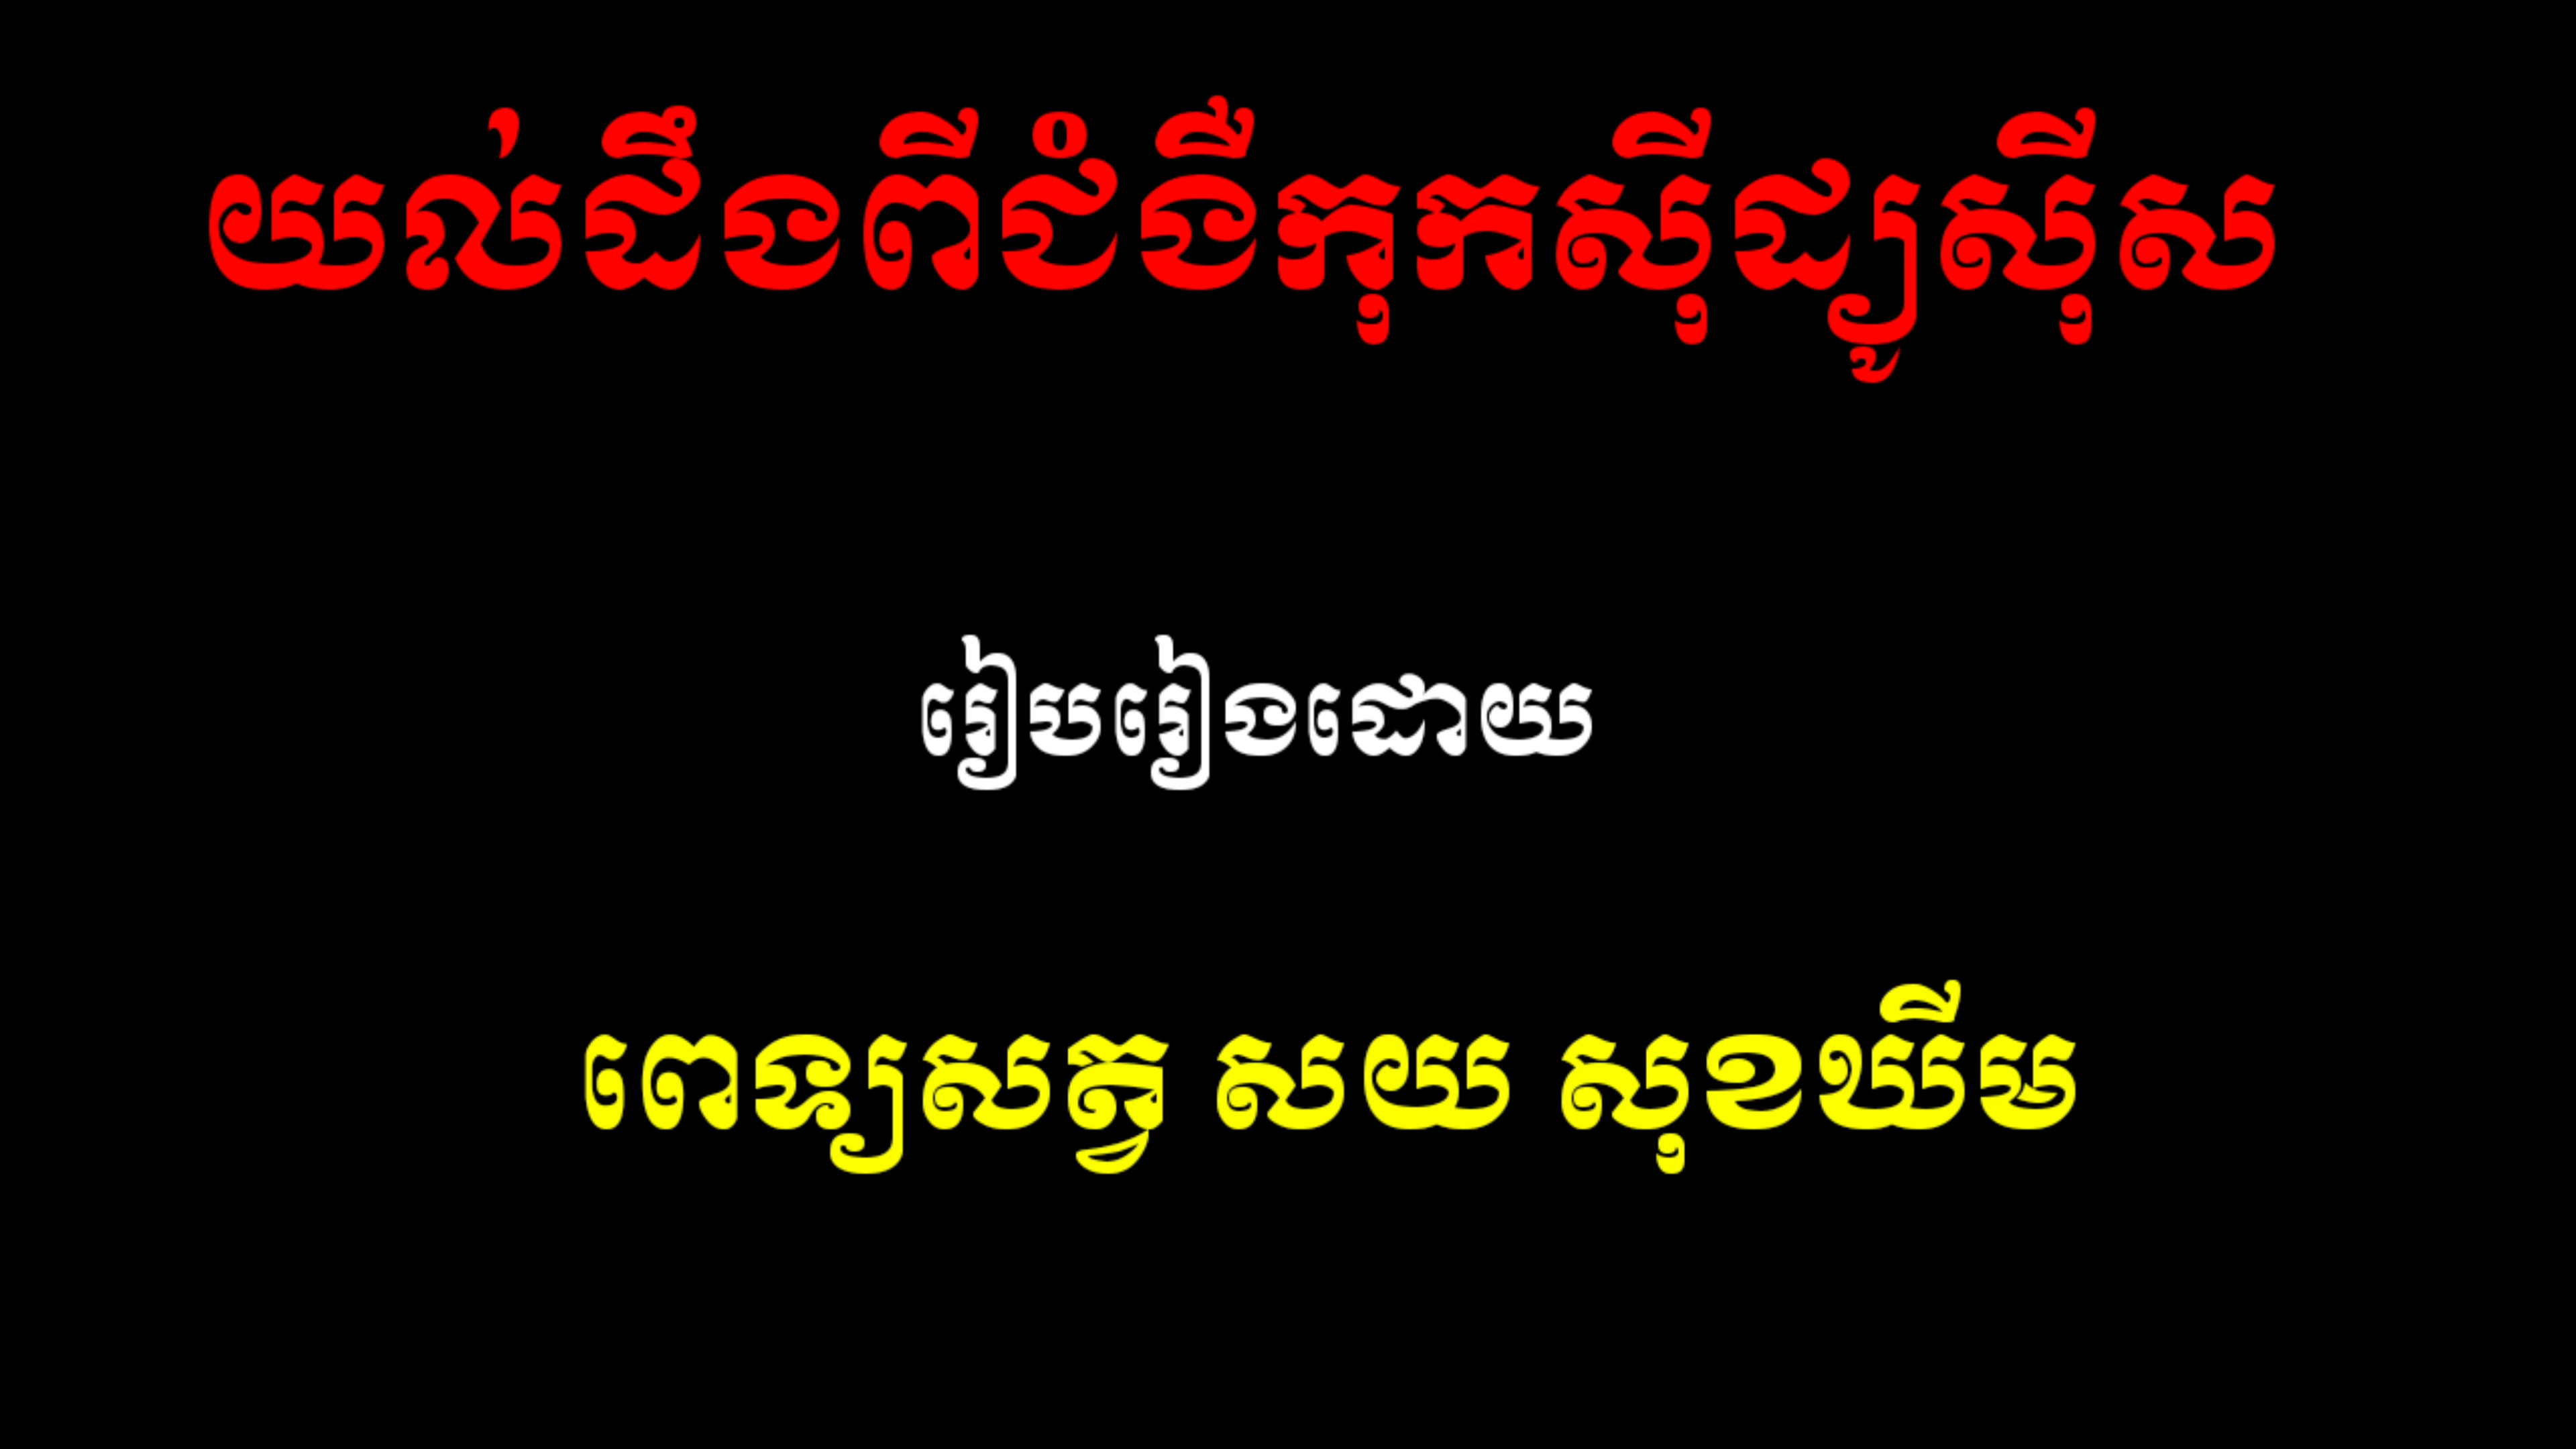 យល់ដឹងពីជំងឺកុកស៊ីដ្យូស៊ីស
រៀបរៀងដោយ
ពេទ្យសត្វ សយ សុខឃីម